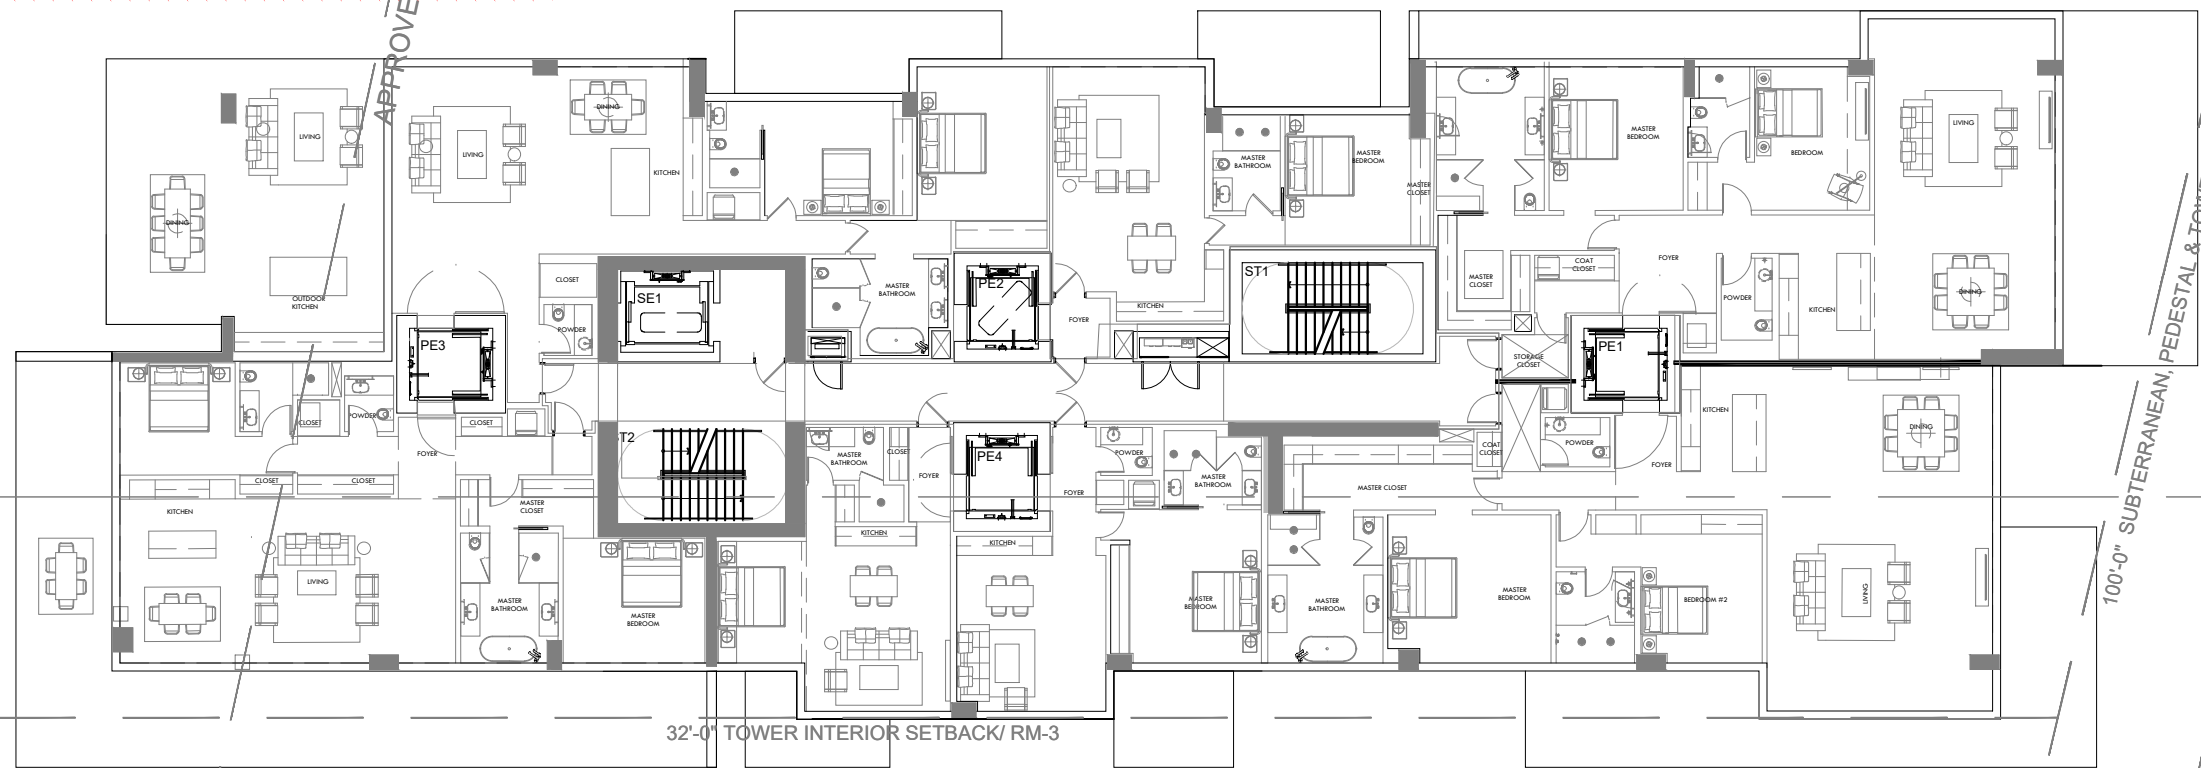 APPROVE
LIVING
DINING
OUTDOOR
KITCHEN
LIVING
DINING
KITCHEN
MASTER
BATHROOM
MASTER
BEDROOM
MASTER
CLOSET
MASTER
BEDROOM
BEDROOM
LIVING
CLOSET
SE1
POWDER
PE3
MASTER
BATHROOM
PE2
FOYER
KITCHEN
ST1
MASTER
CLOSET
COAT
CLOSET
FOYER
POWDER
KITCHEN
DINING
STORAGE
CLOSET
PE1
100'-0" SUBTERRANEAN, PEDESTAL & TOWE
CLOSET
POWDER
CLOSET
FOYER
CLOSET
CLOSET
KITCHEN
MASTER
CLOSET
LIVING
MASTER
BATHROOM
MASTER
BEDROOM
T2
MASTER
BATHROOM
CLOSET
FOYER
PE4
KITCHEN
KITCHEN
FOYER
POWDER
MASTER
BATHROOM
MASTER
BEDROOM
MASTER CLOSET
COAT
CLOSET
POWDER
FOYER
KITCHEN
DINING
MASTER
BATHROOM
MASTER
BEDROOM
BEDROOM #2
LIVING
32'-0" TOWER INTERIOR SETBACK/ RM-3